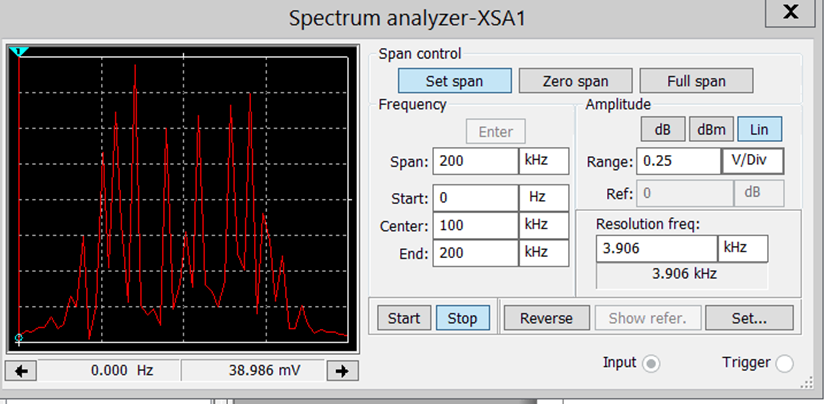 Spectrum analyzer-XSA1
X
1
Span control
Set span Zero span Full span
Frequency
Enter
Span: 200 kHz
Start: 0 Hz
Center: 100 kHz
End: 200 kHz
Amplitude
dB dBm Lin
Range: 0.25 V/Div
Ref: 0 dB
Resolution freq:
3.906 kHz
3.906 kHz
Start Stop Reverse Show refer. Set...
0.000 Hz 38.986 mV
Input Trigger